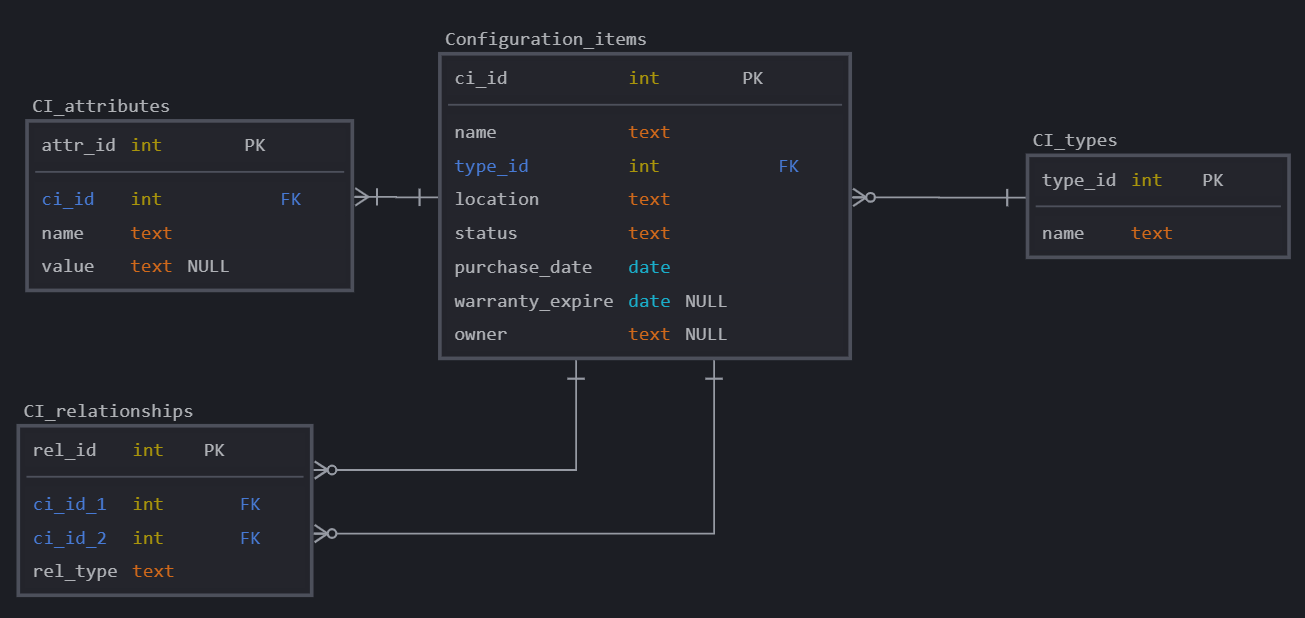 Configuration_items
ci_id int PK
name text
type_id int FK
location text
status text
purchase_date date
warranty_expire date NULL
owner text NULL
CI_attributes
attr_id int PK
ci_id int FK
name text
value text NULL
CI_types
type_id int PK
name text
CI_relationships
rel_id int PK
ci_id_1 int FK
ci_id_2 int FK
rel_type text